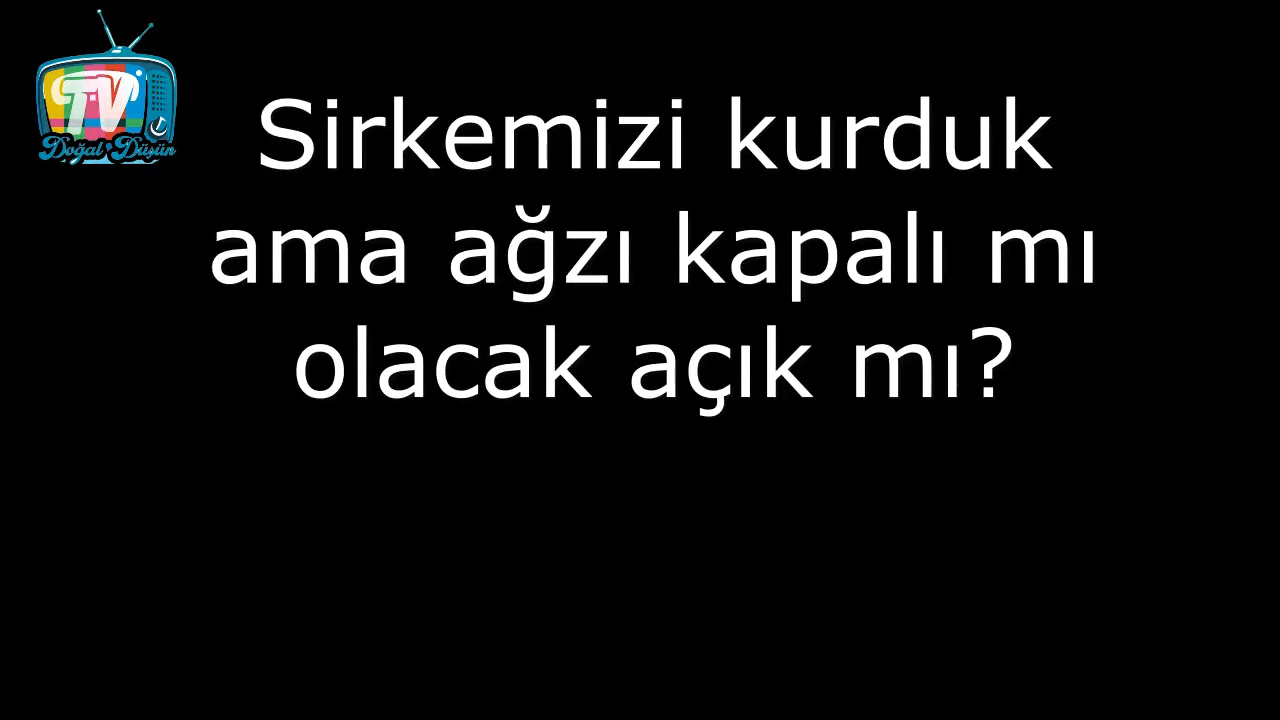 TV
Doğal Düşün
Sirkemizi kurduk
ama ağzı kapalı mı
olacak açık mı?